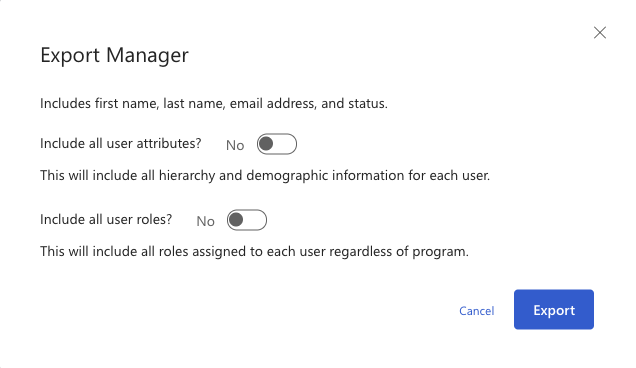 Export Manager
Includes first name, last name, email address, and status.
Include all user attributes? No
This will include all hierarchy and demographic information for each user.
Include all user roles? No
This will include all roles assigned to each user regardless of program.
Cancel Export